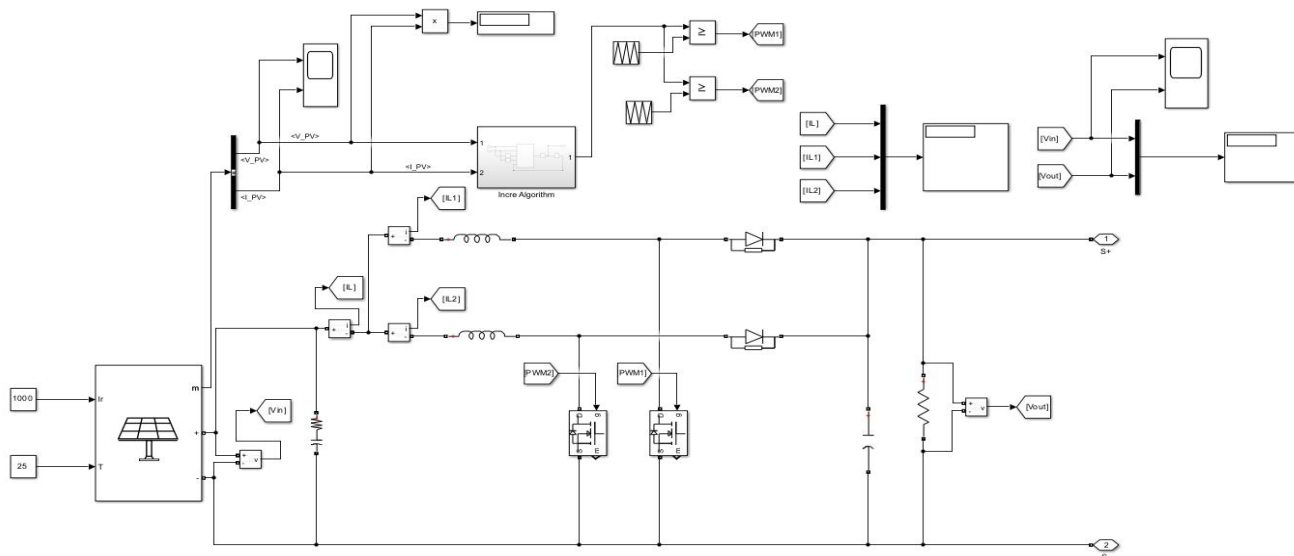 x
≥
[PWM1]
≥
[PWM2]
<V_PV>
<V_PV>
<I_PV>
<I_PV>
1
2
1
Incre Algorithm
[IL]
[IL1]
[IL2]
[Vin]
[Vout]
[IL1]
+
-
i
1
S+
[IL]
[IL2]
+
-
i
+
-
i
[PWM2]
[PWM1]
1000
Ir
m
[Vin]
+
+
-
v
25
T
-
g
D
S
E
g
D
S
E
+
-
v
[Vout]
2